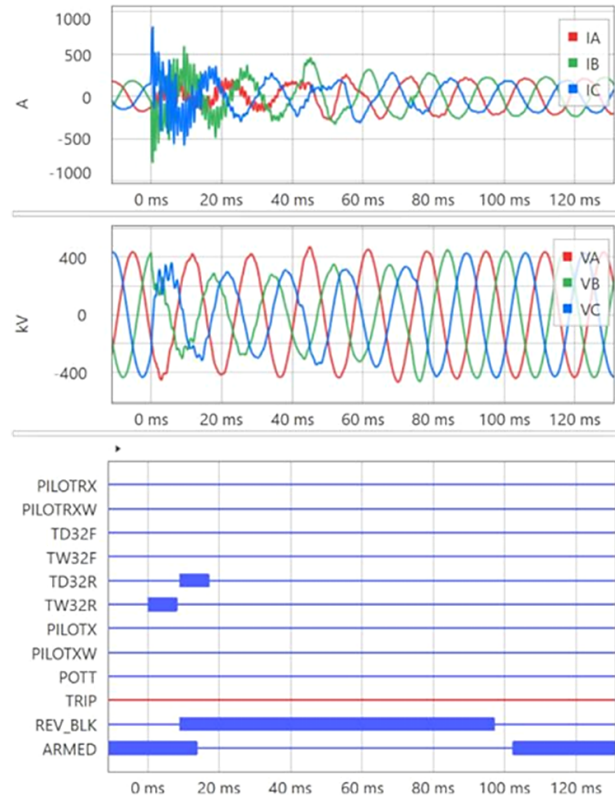 1000
500
0
-500
-1000
A
IA
IB
IC
0 ms 20 ms 40 ms 60 ms 80 ms 100 ms 120 ms
400
0
-400
kV
VA
VB
VC
0 ms 20 ms 40 ms 60 ms 80 ms 100 ms 120 ms
PILOTRX
PILOTRXW
TD32F
TW32F
TD32R
TW32R
PILOTX
PILOTXW
POTT
TRIP
REV_BLK
ARMED
0 ms 20 ms 40 ms 60 ms 80 ms 100 ms 120 ms